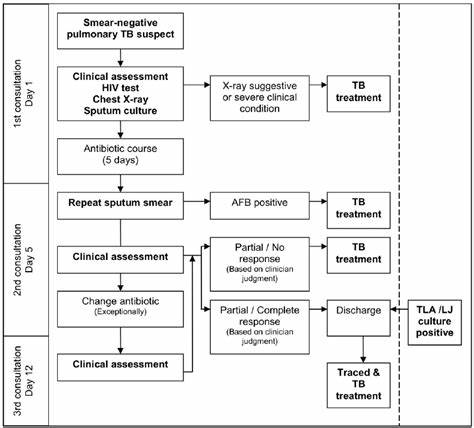 1st consultation
Day 1
Smear-negative
pulmonary TB suspect
Clinical assessment
HIV test
Chest X-ray
Sputum culture
X-ray suggestive
or severe clinical
condition
TB
treatment
Antibiotic course
(5 days)
2nd consultation
Day 5
Repeat sputum smear
AFB positive
TB
treatment
Clinical assessment
Partial / No
response
(Based on clinician
judgment)
TB
treatment
Change antibiotic
(Exceptionally)
Partial / Complete
response
(Based on clinician
judgment)
Discharge
TLA /LJ
culture
positive
3rd consultation
Day 12
Clinical assessment
Traced &
TB
treatment